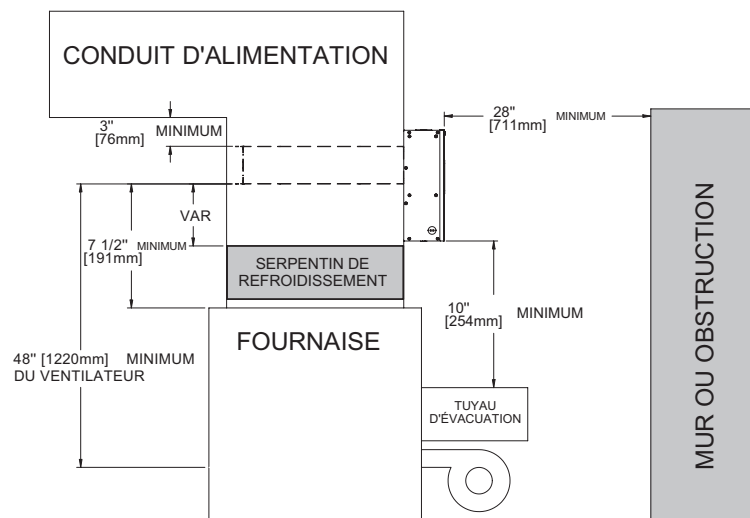 CONDUIT D'ALIMENTATION
3"
[76mm]
MINIMUM
28"
[711mm]
MINIMUM
VAR
7 1/2"
[191mm]
MINIMUM
SERPENTIN DE
REFROIDISSEMENT
10"
[254mm]
MINIMUM
FOURNAISE
48" [1220mm] MINIMUM
DU VENTILATEUR
TUYAU
D'ÉVACUATION
MUR OU OBSTRUCTION